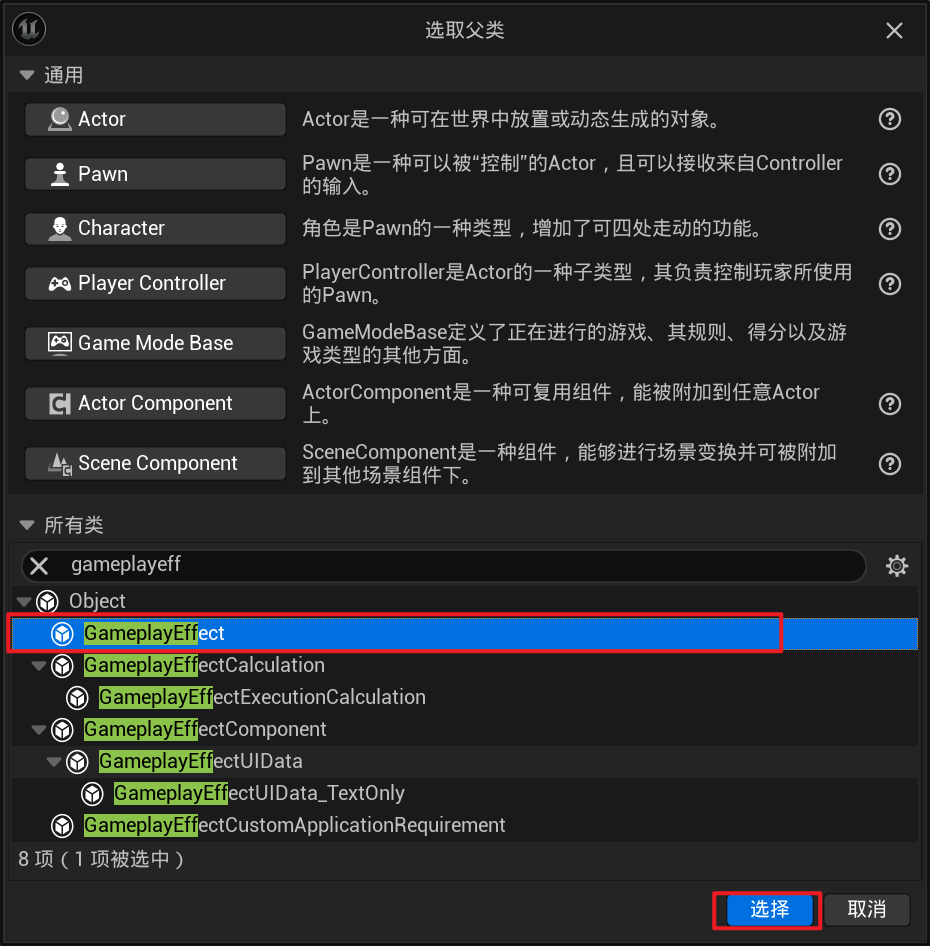 选取父类
通用
Actor
Actor是一种可在世界中放置或动态生成的对象。
Pawn
Pawn是一种可以被“控制”的Actor，且可以接收来自Controller
的输入。
Character
角色是Pawn的一种类型，增加了可四处走动的功能。
Player Controller
PlayerController是Actor的一种子类型，其负责控制玩家所使用
的Pawn。
Game Mode Base
GameModeBase定义了正在进行的游戏、其规则、得分以及游
戏类型的其他方面。
Actor Component
ActorComponent是一种可复用组件，能被附加到任意Actor
上。
Scene Component
SceneComponent是一种组件，能够进行场景变换并可被附加
到其他场景组件下。
所有类
gameplayeff
Object
GameplayEffect
GameplayEffectCalculation
GameplayEffectExecutionCalculation
GameplayEffectComponent
GameplayEffectUIData
GameplayEffectUIData_TextOnly
GameplayEffectCustomApplicationRequirement
8 项（1 项被选中）
选择
取消